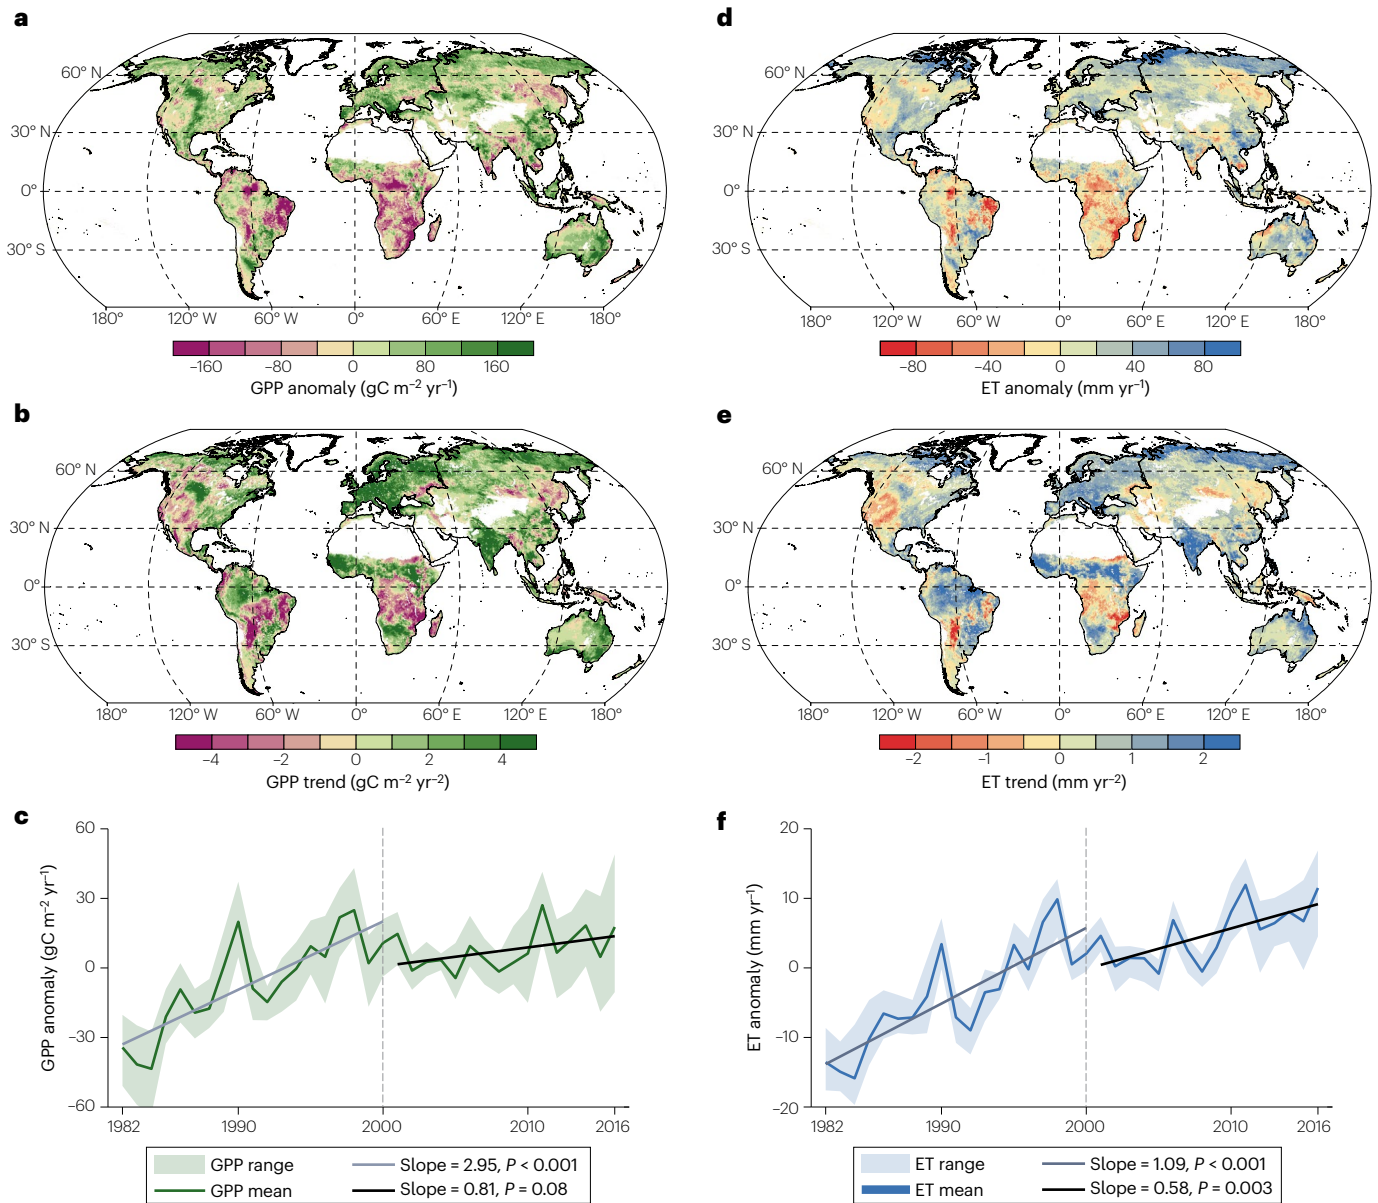 a
60° N
30° N
0°
30° S
180°
120° W
60° W
0°
60° E
120° E
180°
−160
−80
0
80
160
GPP anomaly (gC m⁻² yr⁻¹)
d
60° N
30° N
0°
30° S
180°
120° W
60° W
0°
60° E
120° E
180°
−80
−40
0
40
80
ET anomaly (mm yr⁻¹)
b
60° N
30° N
0°
30° S
180°
120° W
60° W
0°
60° E
120° E
180°
−4
−2
0
2
4
GPP trend (gC m⁻² yr⁻²)
e
60° N
30° N
0°
30° S
180°
120° W
60° W
0°
60° E
120° E
180°
−2
−1
0
1
2
ET trend (mm yr⁻²)
c
GPP anomaly (gC m⁻² yr⁻¹)
60
30
0
−30
−60
1982
1990
2000
2010
2016
GPP range
Slope = 2.95, P < 0.001
GPP mean
Slope = 0.81, P = 0.08
f
ET anomaly (mm yr⁻¹)
20
10
0
−10
−20
1982
1990
2000
2010
2016
ET range
Slope = 1.09, P < 0.001
ET mean
Slope = 0.58, P = 0.003